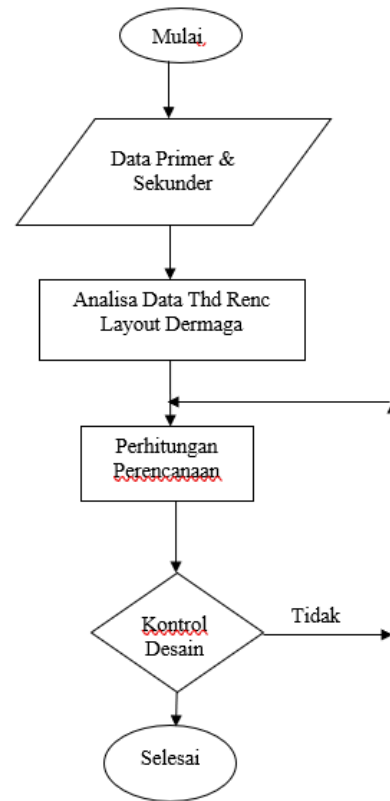 Mulai
Data Primer &
Sekunder
Analisa Data Thd Renc
Layout Dermaga
Perhitungan
Perencanaan
Kontrol
Desain
Tidak
Selesai